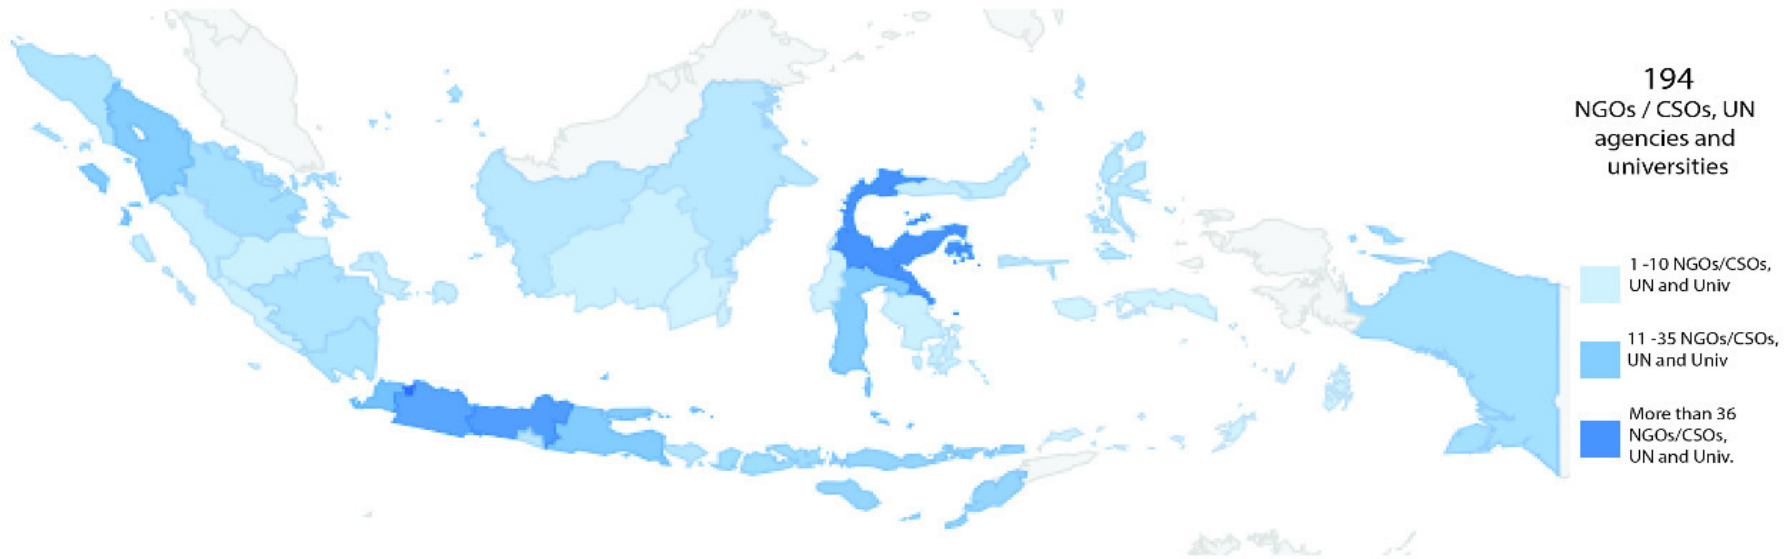 194
NGOs / CSOs, UN
agencies and
universities
1 -10 NGOs/CSOs,
UN and Univ
11 -35 NGOs/CSOs,
UN and Univ
More than 36
NGOs/CSOs,
UN and Univ.